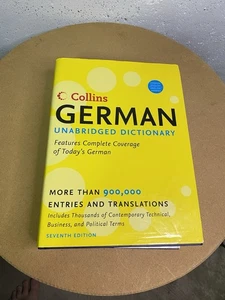 Collins
GERMAN
UNABRIDGED DICTIONARY
Features Complete Coverage
of Today's German
MORE THAN 900,000
ENTRIES AND TRANSLATIONS
Includes Thousands of Contemporary Technical,
Business, and Political Terms
SEVENTH EDITION